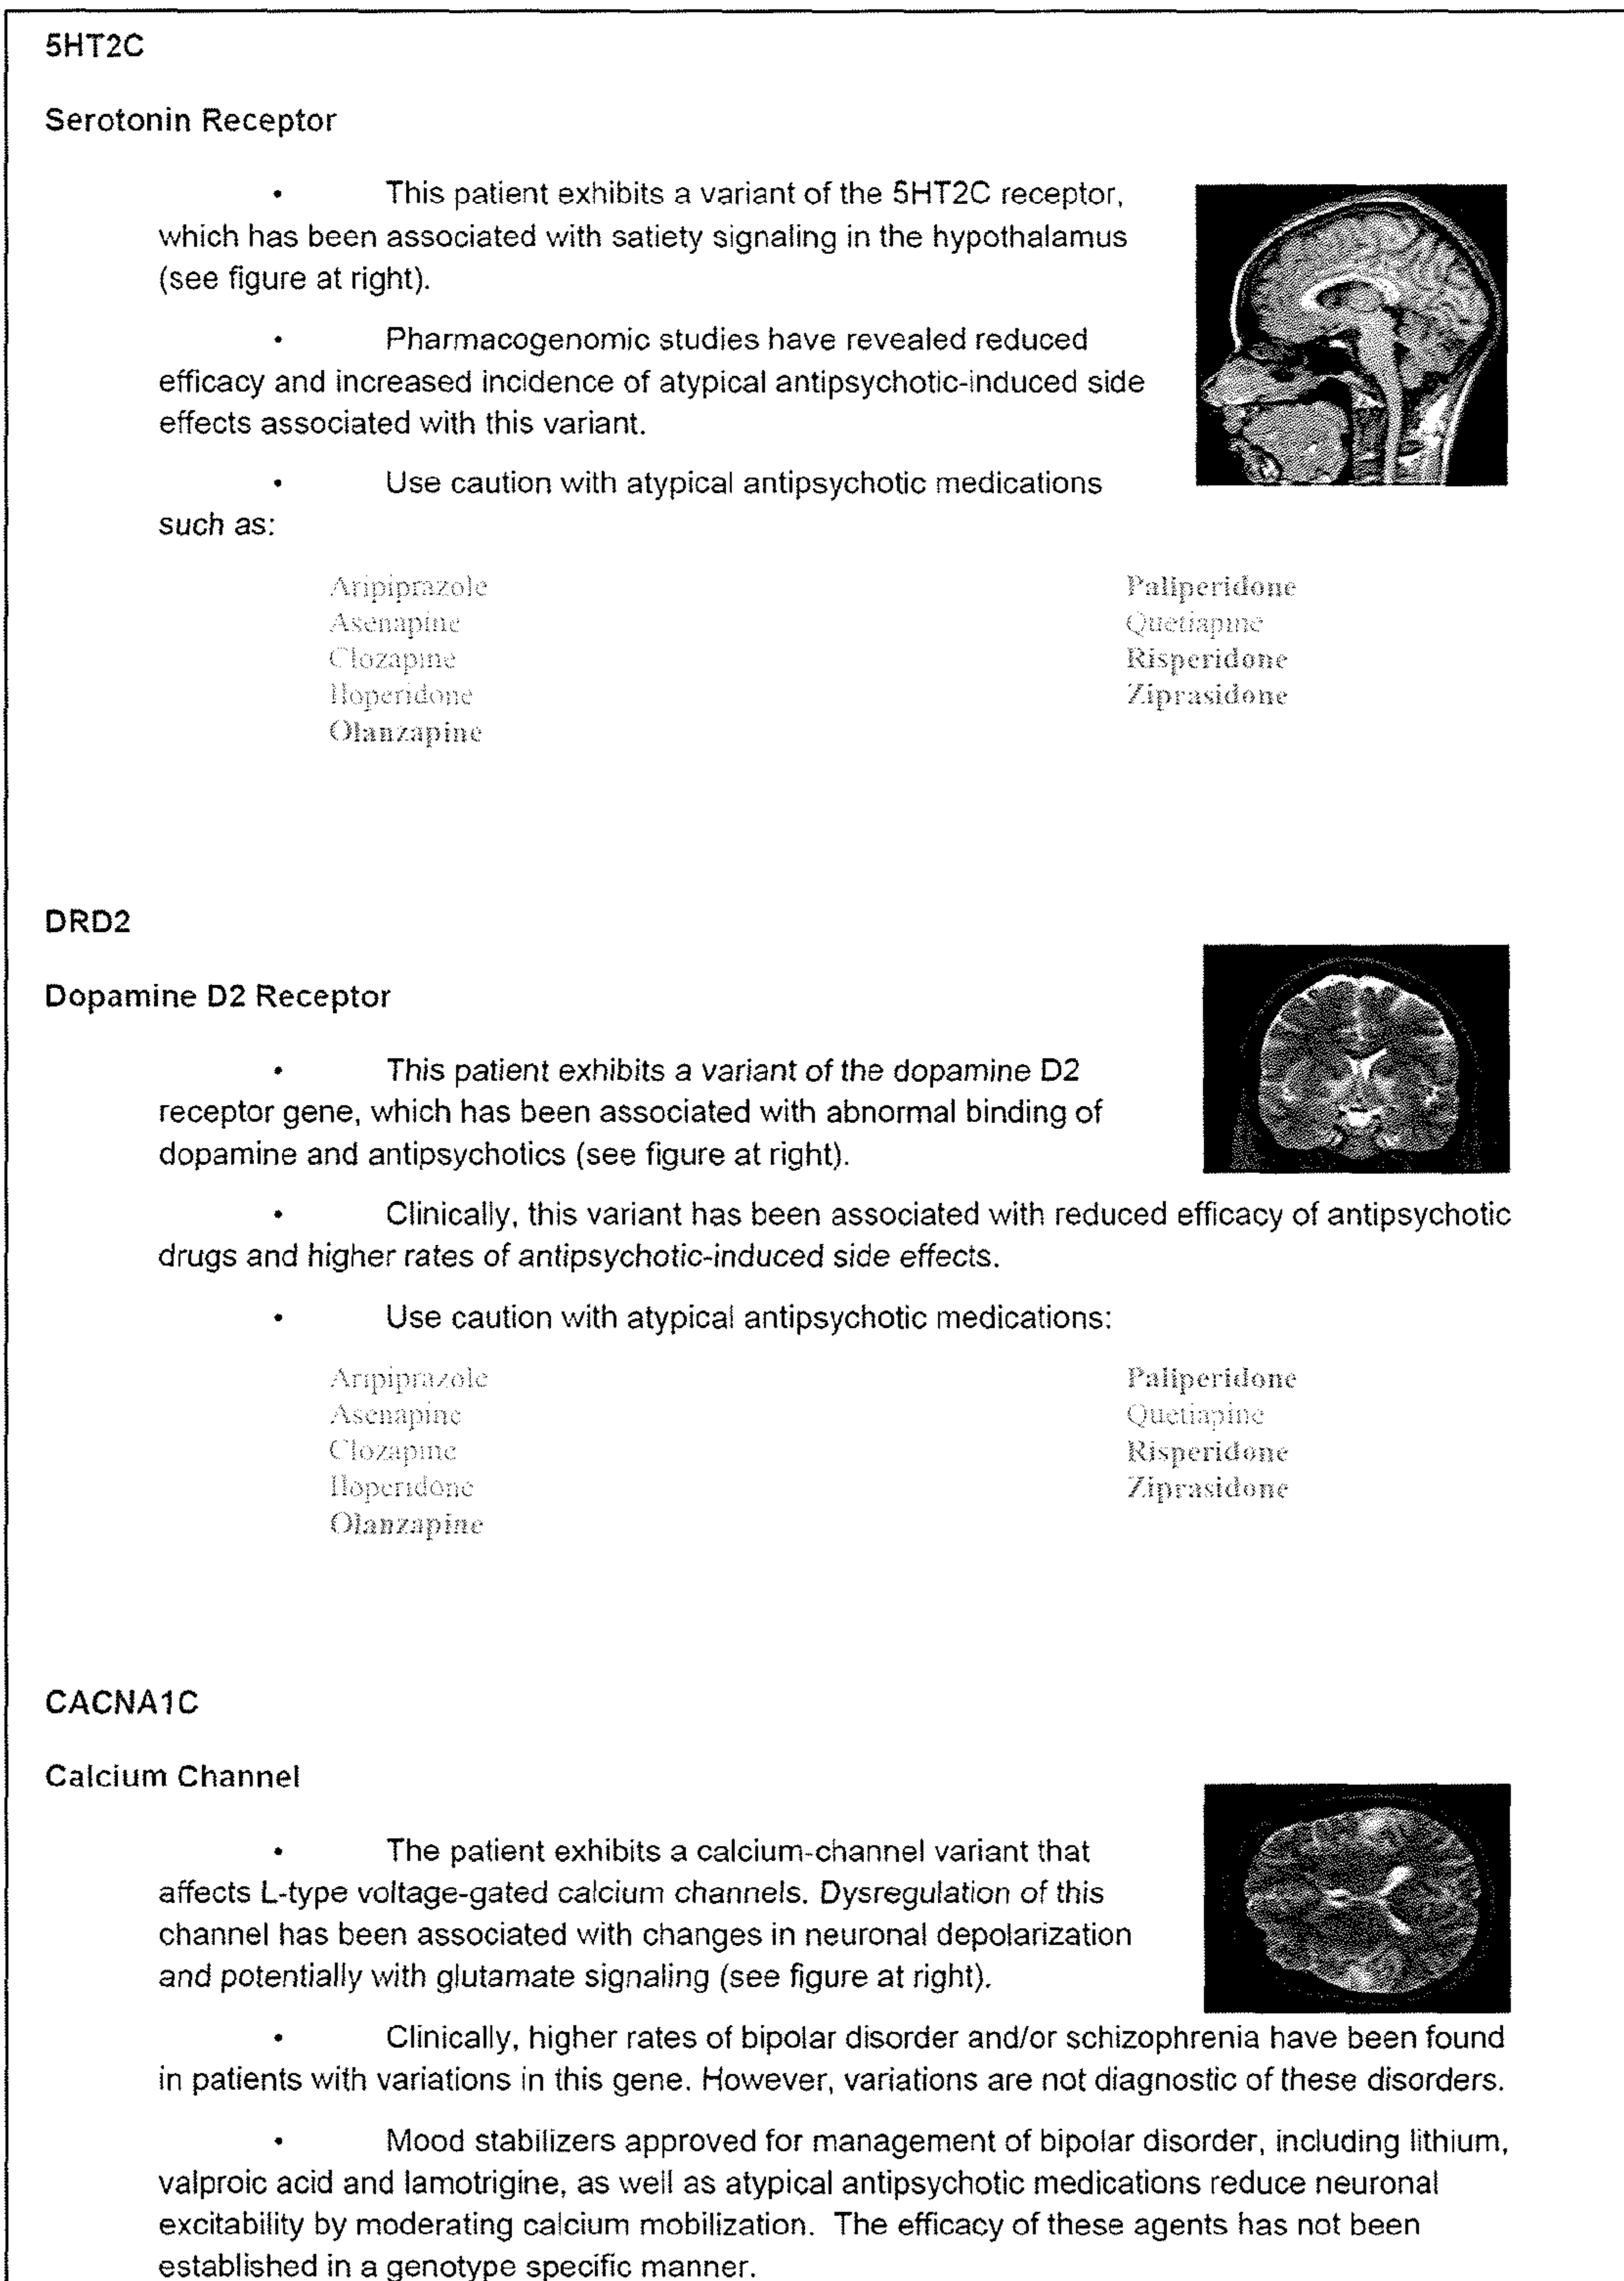 5HT2C
Serotonin Receptor
• This patient exhibits a variant of the 5HT2C receptor,
which has been associated with satiety signaling in the hypothalamus
(see figure at right).
• Pharmacogenomic studies have revealed reduced
efficacy and increased incidence of atypical antipsychotic-induced side
effects associated with this variant.
• Use caution with atypical antipsychotic medications
such as:
Aripiprazole Paliperidone
Asenapine Quetiapine
Clozapine Risperidone
Iloperidone Ziprasidone
Olanzapine
DRD2
Dopamine D2 Receptor
• This patient exhibits a variant of the dopamine D2
receptor gene, which has been associated with abnormal binding of
dopamine and antipsychotics (see figure at right).
• Clinically, this variant has been associated with reduced efficacy of antipsychotic
drugs and higher rates of antipsychotic-induced side effects.
• Use caution with atypical antipsychotic medications:
Aripiprazole Paliperidone
Asenapine Quetiapine
Clozapine Risperidone
Iloperidone Ziprasidone
Olanzapine
CACNA1C
Calcium Channel
• The patient exhibits a calcium-channel variant that
affects L-type voltage-gated calcium channels. Dysregulation of this
channel has been associated with changes in neuronal depolarization
and potentially with glutamate signaling (see figure at right).
• Clinically, higher rates of bipolar disorder and/or schizophrenia have been found
in patients with variations in this gene. However, variations are not diagnostic of these disorders.
• Mood stabilizers approved for management of bipolar disorder, including lithium,
valproic acid and lamotrigine, as well as atypical antipsychotic medications reduce neuronal
excitability by moderating calcium mobilization. The efficacy of these agents has not been
established in a genotype specific manner.